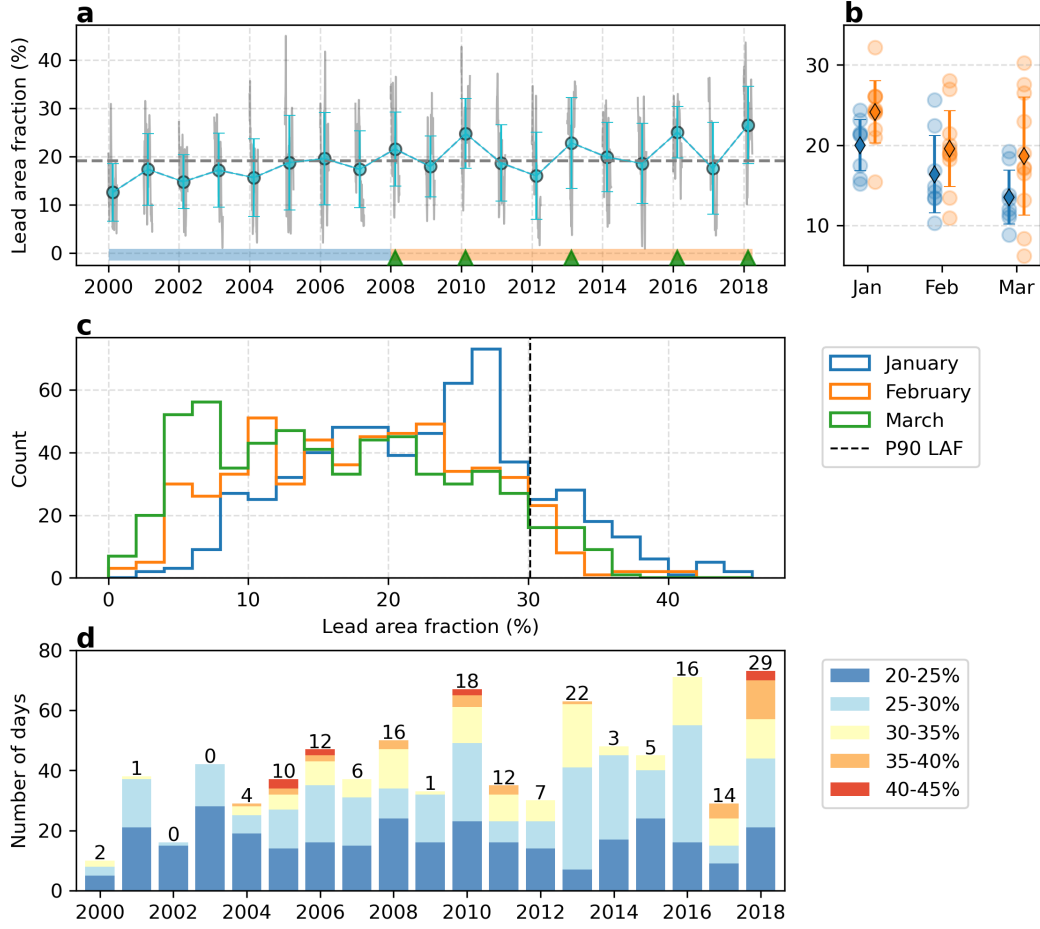 a
Lead area fraction (%)
40
30
20
10
0
2000 2002 2004 2006 2008 2010 2012 2014 2016 2018
b
30
20
10
Jan Feb Mar
c
Count
60
40
20
0
0 10 20 30 40
Lead area fraction (%)
January
February
March
P90 LAF
d
Number of days
80
60
40
20
0
2 1 0 0 4 10 12 6 16 1 18 12 7 22 3 5 16 14 29
2000 2002 2004 2006 2008 2010 2012 2014 2016 2018
20-25%
25-30%
30-35%
35-40%
40-45%